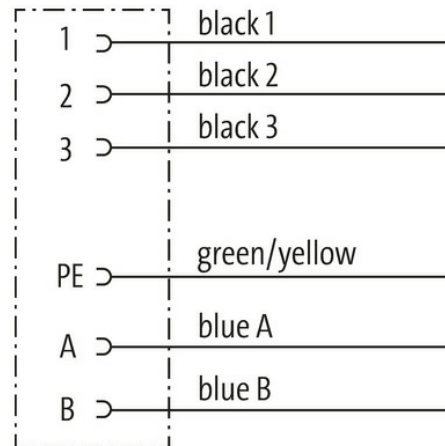 1 black 1
2 black 2
3 black 3
PE green/yellow
A blue A
B blue B